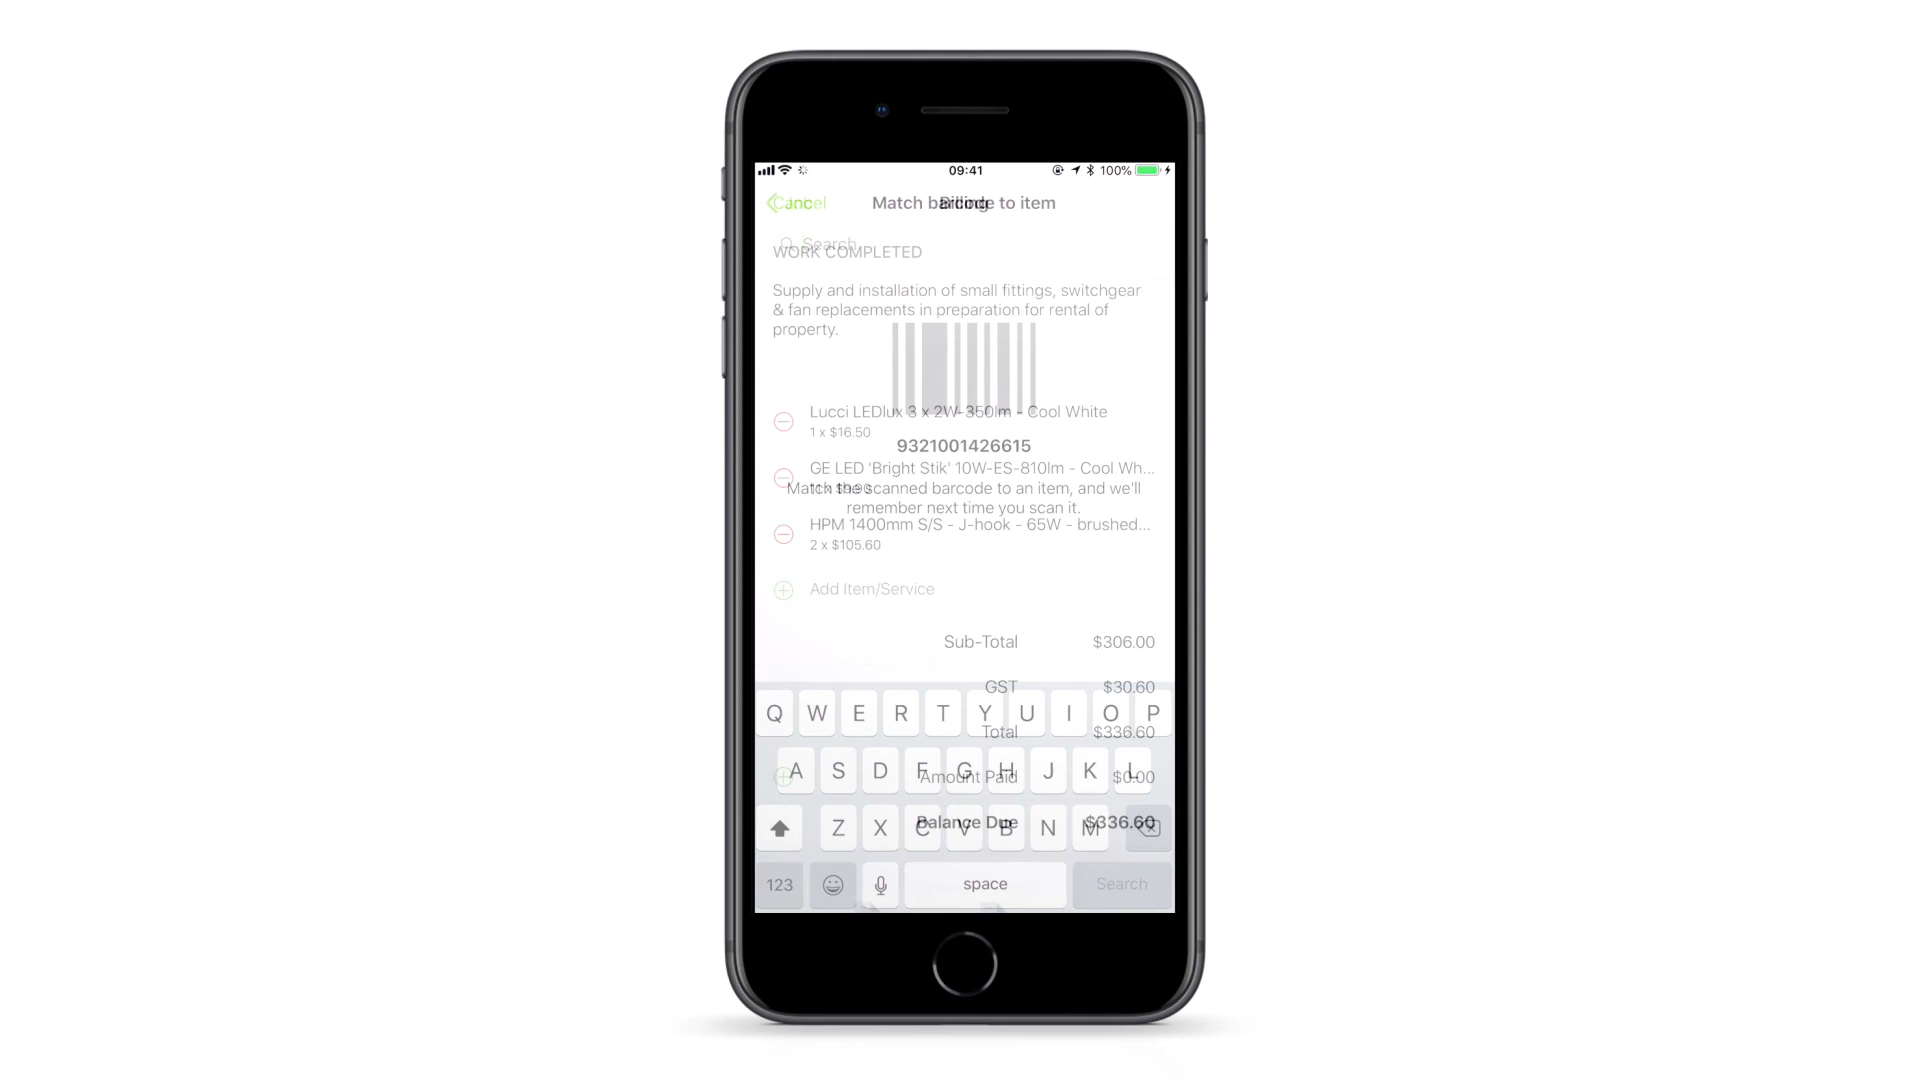 09:41 100%
Cancel Match barcode to item Billing
Search
WORK COMPLETED
Supply and installation of small fittings, switchgear
& fan replacements in preparation for rental of
property.
Lucci LEDlux 3 x 2W-350lm - Cool White
1 x $16.50
9321001426615
GE LED 'Bright Stik' 10W-ES-810lm - Cool Wh...
Match the scanned barcode to an item, and we'll
remember next time you scan it.
HPM 1400mm S/S - J-hook - 65W - brushed...
2 x $105.60
Add Item/Service
Sub-Total $306.00
GST $30.60
Q W E R T Y U I O P
Total $336.60
A S D F G H J K L
Amount Paid $0.00
Balance Due $336.60
Z X C V B N M
123 space Search